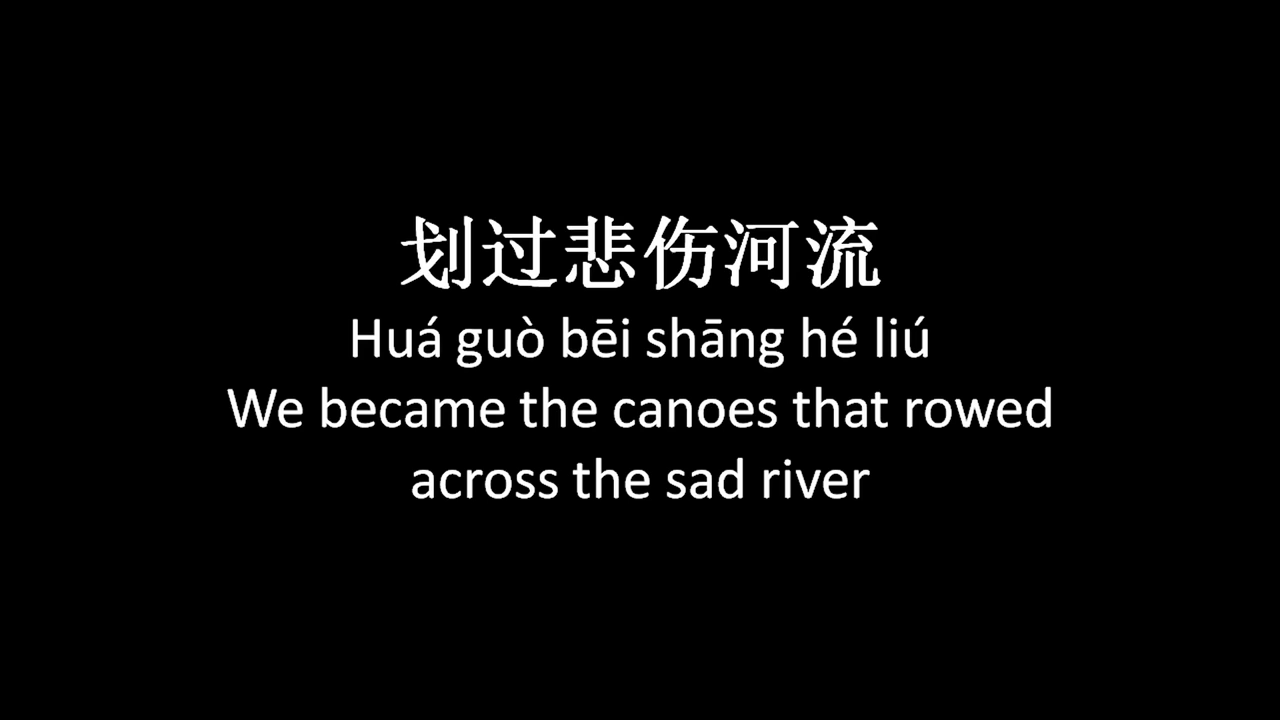 划过悲伤河流
Huá guò bēi shāng hé liú
We became the canoes that rowed
across the sad river